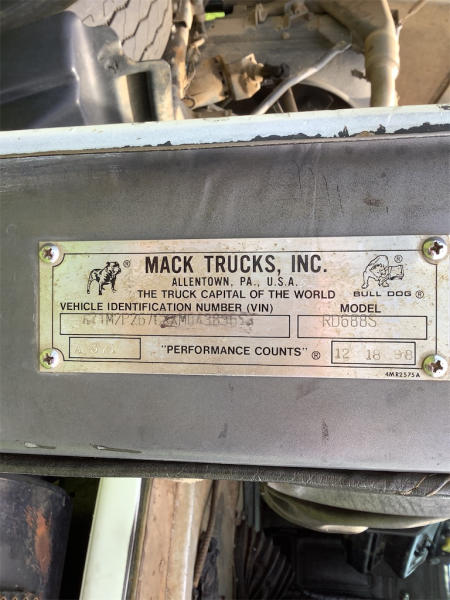 MACK TRUCKS, INC.
ALLENTOWN, PA., U.S.A.
THE TRUCK CAPITAL OF THE WORLD
BULL DOG ®
VEHICLE IDENTIFICATION NUMBER (VIN)
MODEL
RD688S
"PERFORMANCE COUNTS" ®
12 18 98
4MR2575A